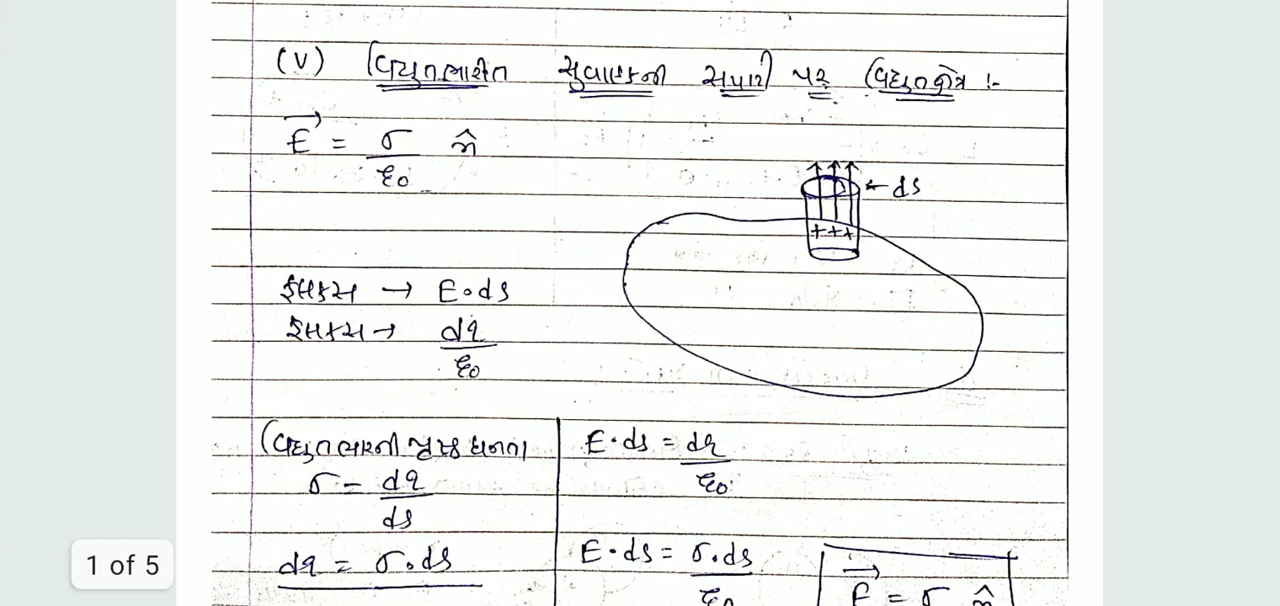 (V) વિદ્યુતભારિત સુવાહકની સપાટી પર વિદ્યુતક્ષેત્ર :-
E⃗ = σ/ε₀ n̂
← ds
+++
ફ્લક્સ → E·ds
ફ્લક્સ → dq/ε₀
વિદ્યુતભારની પૃષ્ઠ ઘનતા
σ = dq/ds
dq = σ·ds
E·ds = dq/ε₀
E·ds = σ·ds/ε₀
E⃗ = σ n̂
1 of 5